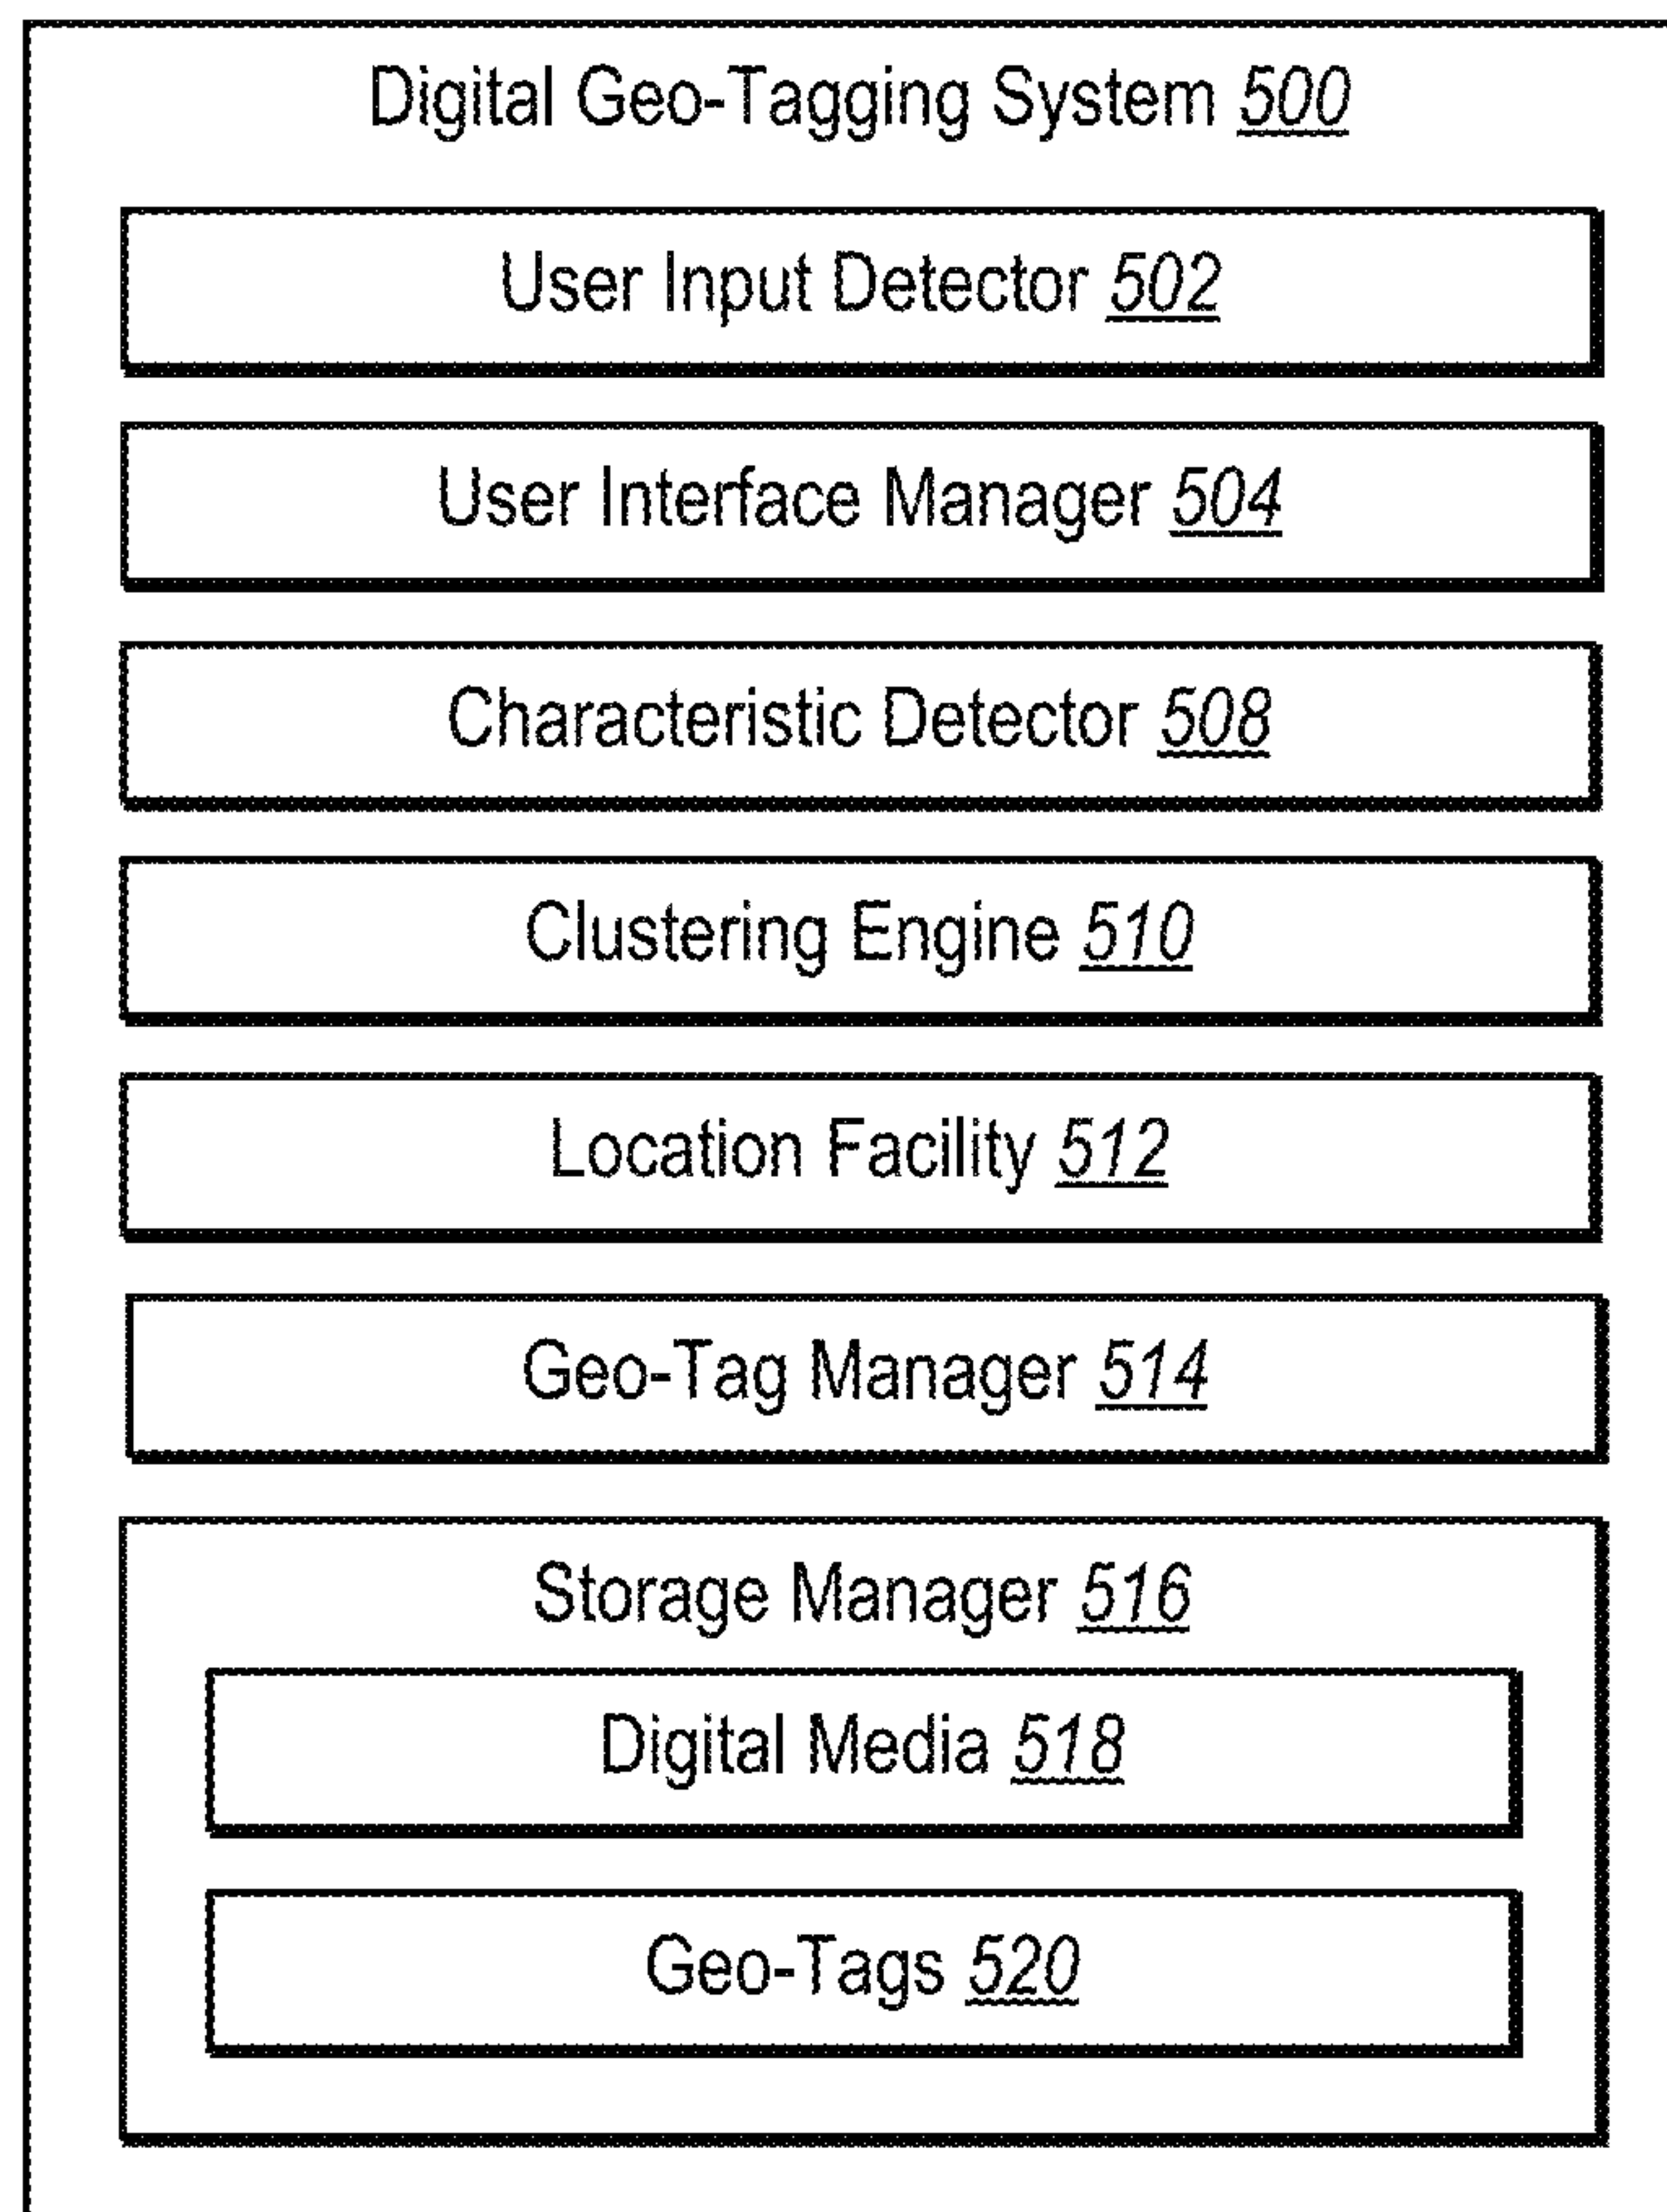 Digital Geo-Tagging System 500
User Input Detector 502
User Interface Manager 504
Characteristic Detector 508
Clustering Engine 510
Location Facility 512
Geo-Tag Manager 514
Storage Manager 516
Digital Media 518
Geo-Tags 520